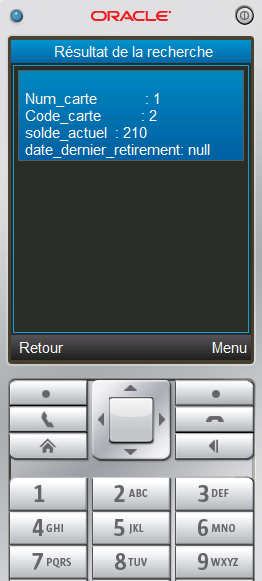 ORACLE
Résultat de la recherche
Num_carte : 1
Code_carte : 2
solde_actuel : 210
date_dernier_retirement: null
Retour Menu
1 2 ABC 3 DEF
4 GHI 5 JKL 6 MNO
7 PQRS 8 TUV 9 WXYZ